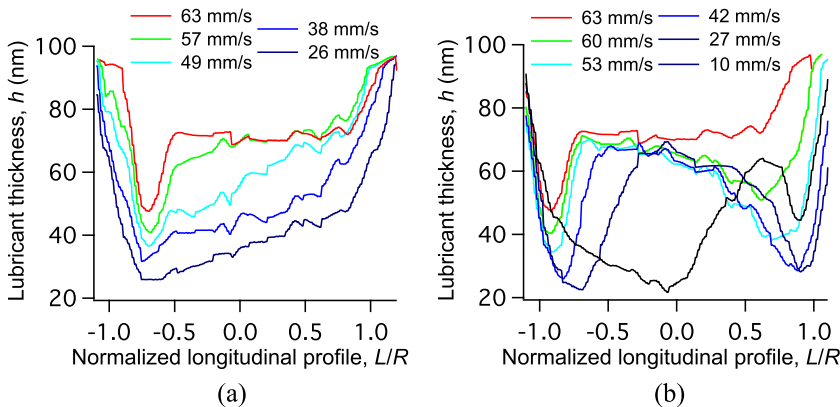 63 mm/s
57 mm/s
49 mm/s
38 mm/s
26 mm/s
Lubricant thickness, h (nm)
100
80
60
40
20
-1.0 -0.5 0.0 0.5 1.0
Normalized longitudinal profile, L/R
(a)
63 mm/s
60 mm/s
53 mm/s
42 mm/s
27 mm/s
10 mm/s
Lubricant thickness, h (nm)
100
80
60
40
20
-1.0 -0.5 0.0 0.5 1.0
Normalized longitudinal profile, L/R
(b)